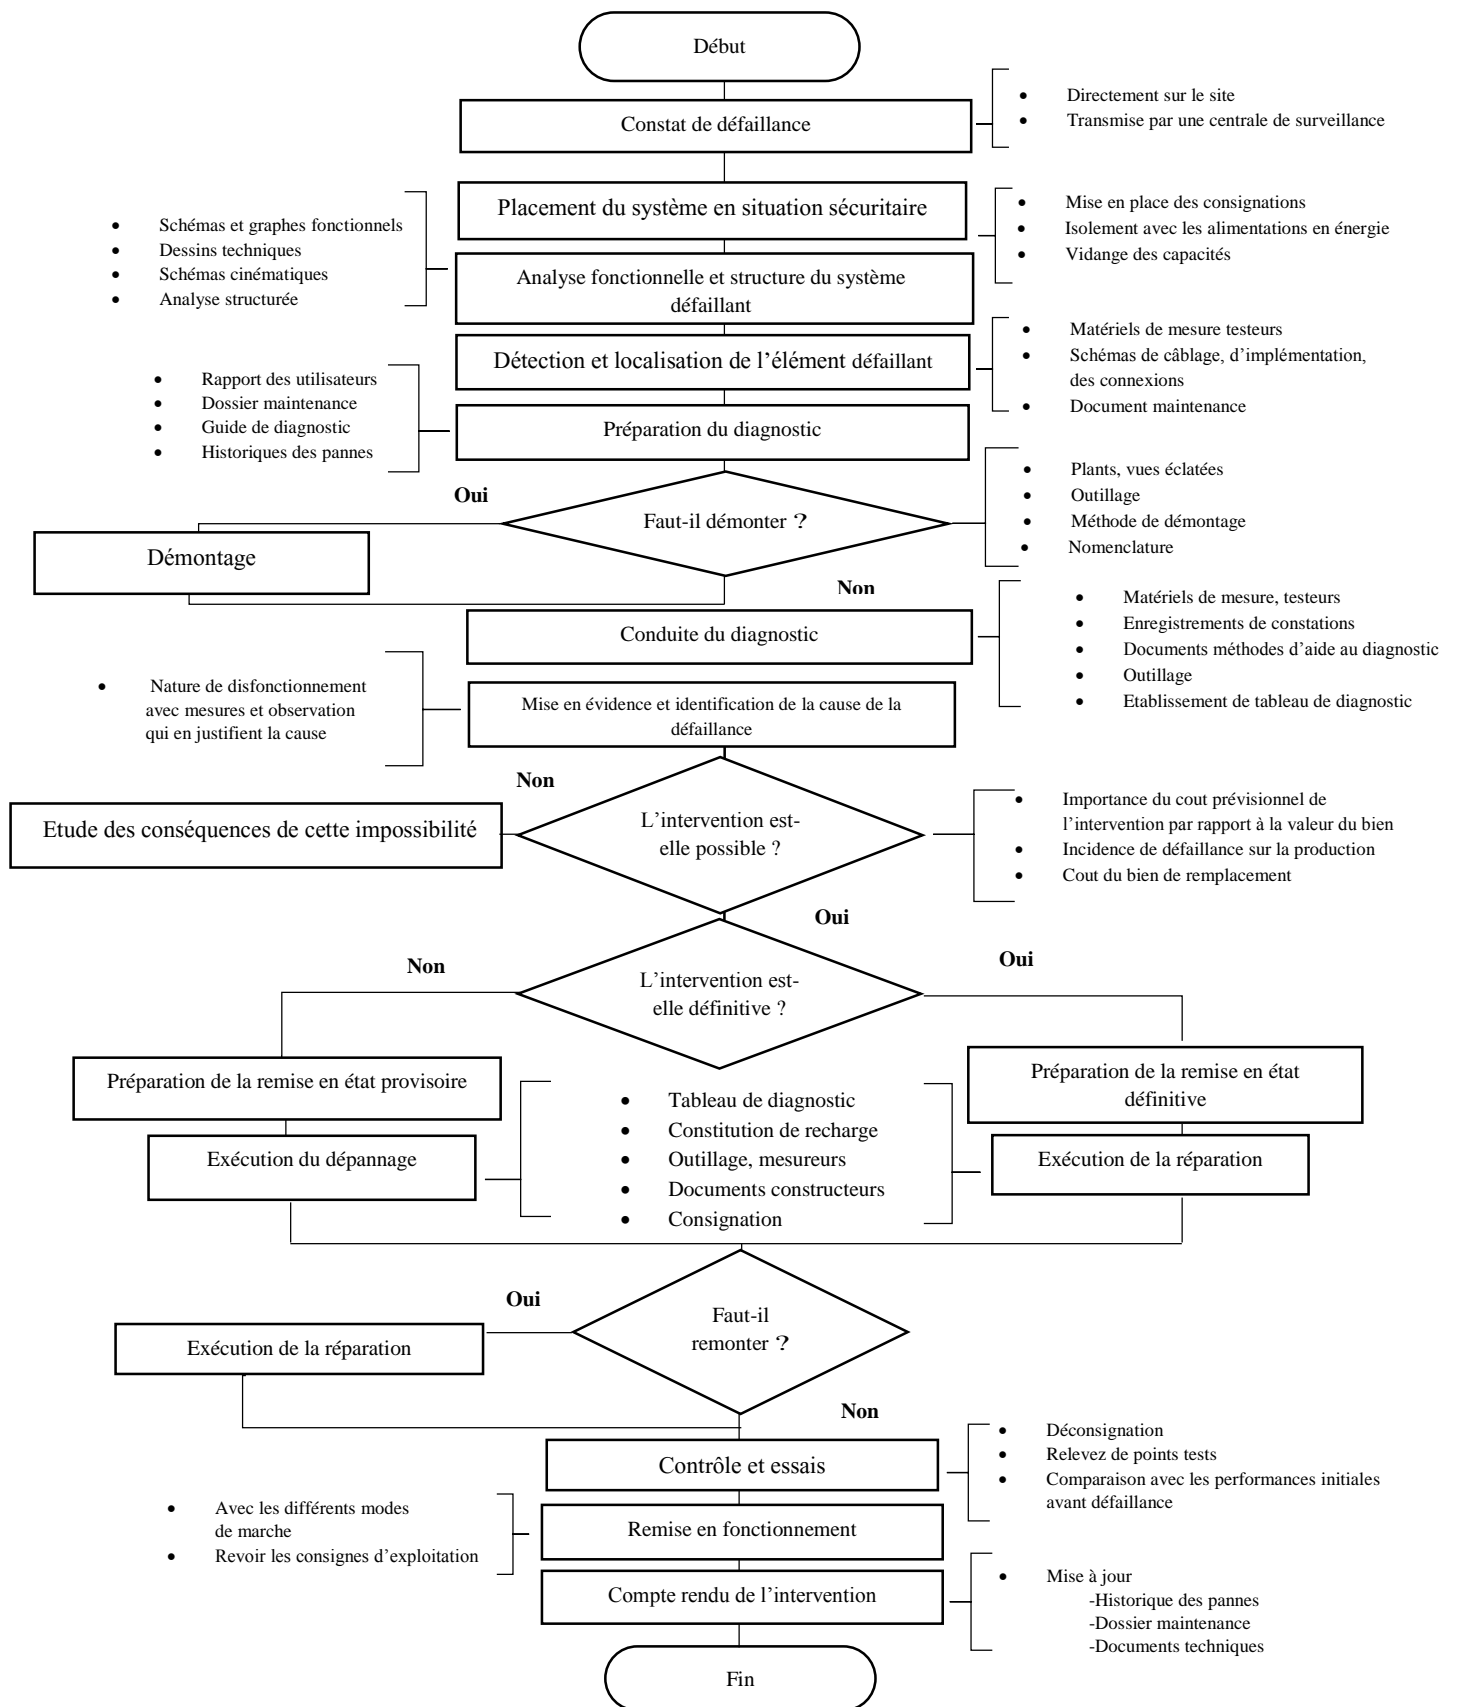 Début
Constat de défaillance
• Directement sur le site
• Transmise par une centrale de surveillance
Placement du système en situation sécuritaire
• Mise en place des consignations
• Isolement avec les alimentations en énergie
• Vidange des capacités
• Schémas et graphes fonctionnels
• Dessins techniques
• Schémas cinématiques
• Analyse structurée
Analyse fonctionnelle et structure du système
défaillant
Détection et localisation de l’élément défaillant
• Matériels de mesure testeurs
• Schémas de câblage, d’implémentation,
des connexions
• Document maintenance
• Rapport des utilisateurs
• Dossier maintenance
• Guide de diagnostic
• Historiques des pannes
Préparation du diagnostic
Oui
Faut-il démonter ?
• Plants, vues éclatées
• Outillage
• Méthode de démontage
• Nomenclature
Démontage
Non
Conduite du diagnostic
• Matériels de mesure, testeurs
• Enregistrements de constations
• Documents méthodes d’aide au diagnostic
• Outillage
• Etablissement de tableau de diagnostic
• Nature de disfonctionnement
avec mesures et observation
qui en justifient la cause
Mise en évidence et identification de la cause de la
défaillance
Non
Etude des conséquences de cette impossibilité
L’intervention est-
elle possible ?
• Importance du cout prévisionnel de
l’intervention par rapport à la valeur du bien
• Incidence de défaillance sur la production
• Cout du bien de remplacement
Oui
Non
L’intervention est-
elle définitive ?
Oui
Préparation de la remise en état provisoire
Préparation de la remise en état
définitive
Exécution du dépannage
• Tableau de diagnostic
• Constitution de recharge
• Outillage, mesureurs
• Documents constructeurs
• Consignation
Exécution de la réparation
Oui
Faut-il
remonter ?
Exécution de la réparation
Non
Contrôle et essais
• Déconsignation
• Relevez de points tests
• Comparaison avec les performances initiales
avant défaillance
• Avec les différents modes
de marche
• Revoir les consignes d’exploitation
Remise en fonctionnement
Compte rendu de l’intervention
• Mise à jour
-Historique des pannes
-Dossier maintenance
-Documents techniques
Fin